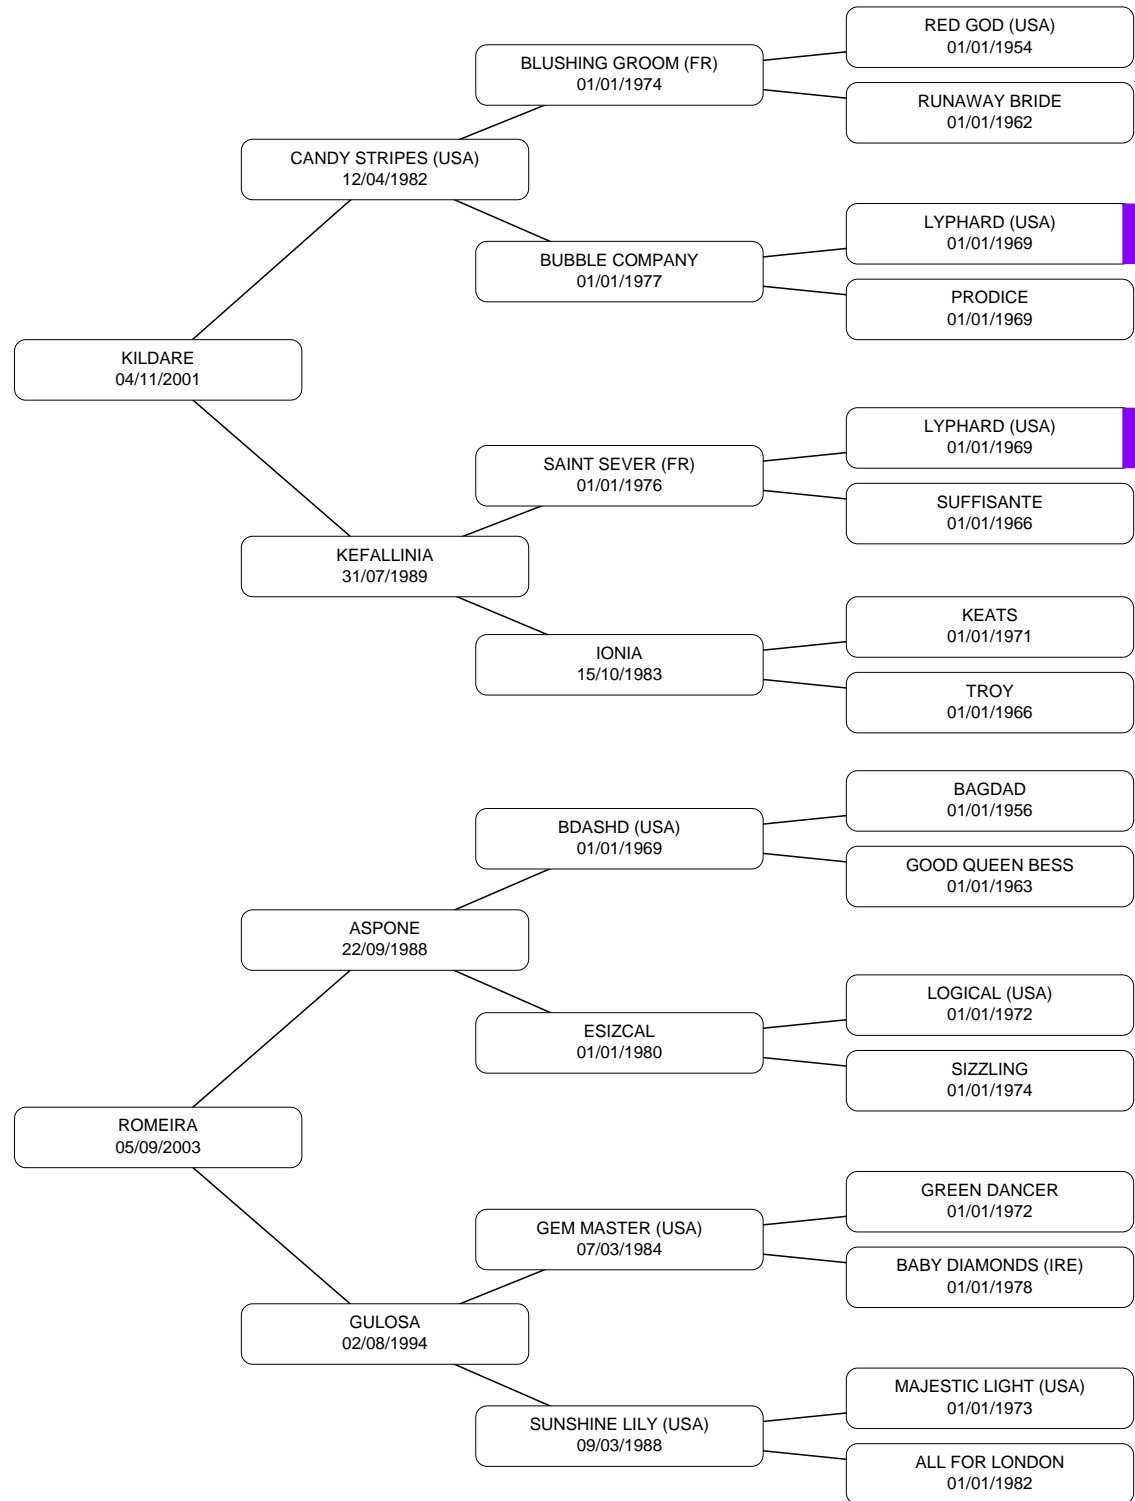 RED GOD (USA)
01/01/1954
BLUSHING GROOM (FR)
01/01/1974
RUNAWAY BRIDE
01/01/1962
CANDY STRIPES (USA)
12/04/1982
LYPHARD (USA)
01/01/1969
BUBBLE COMPANY
01/01/1977
PRODICE
01/01/1969
KILDARE
04/11/2001
LYPHARD (USA)
01/01/1969
SAINT SEVER (FR)
01/01/1976
SUFFISANTE
01/01/1966
KEFALLINIA
31/07/1989
KEATS
01/01/1971
IONIA
15/10/1983
TROY
01/01/1966
BAGDAD
01/01/1956
BDASHD (USA)
01/01/1969
GOOD QUEEN BESS
01/01/1963
ASPONE
22/09/1988
LOGICAL (USA)
01/01/1972
ESIZCAL
01/01/1980
SIZZLING
01/01/1974
ROMEIRA
05/09/2003
GREEN DANCER
01/01/1972
GEM MASTER (USA)
07/03/1984
BABY DIAMONDS (IRE)
01/01/1978
GULOSA
02/08/1994
MAJESTIC LIGHT (USA)
01/01/1973
SUNSHINE LILY (USA)
09/03/1988
ALL FOR LONDON
01/01/1982